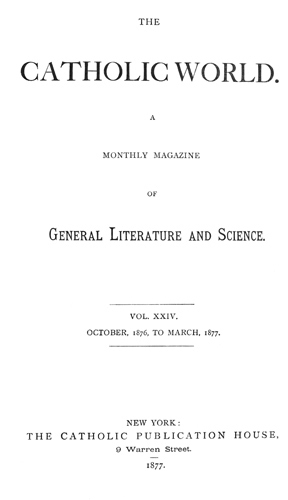 THE
CATHOLIC WORLD.
A
MONTHLY MAGAZINE
OF
GENERAL LITERATURE AND SCIENCE.
VOL. XXIV.
OCTOBER, 1876, TO MARCH, 1877.
NEW YORK:
THE CATHOLIC PUBLICATION HOUSE,
9 Warren Street.
1877.